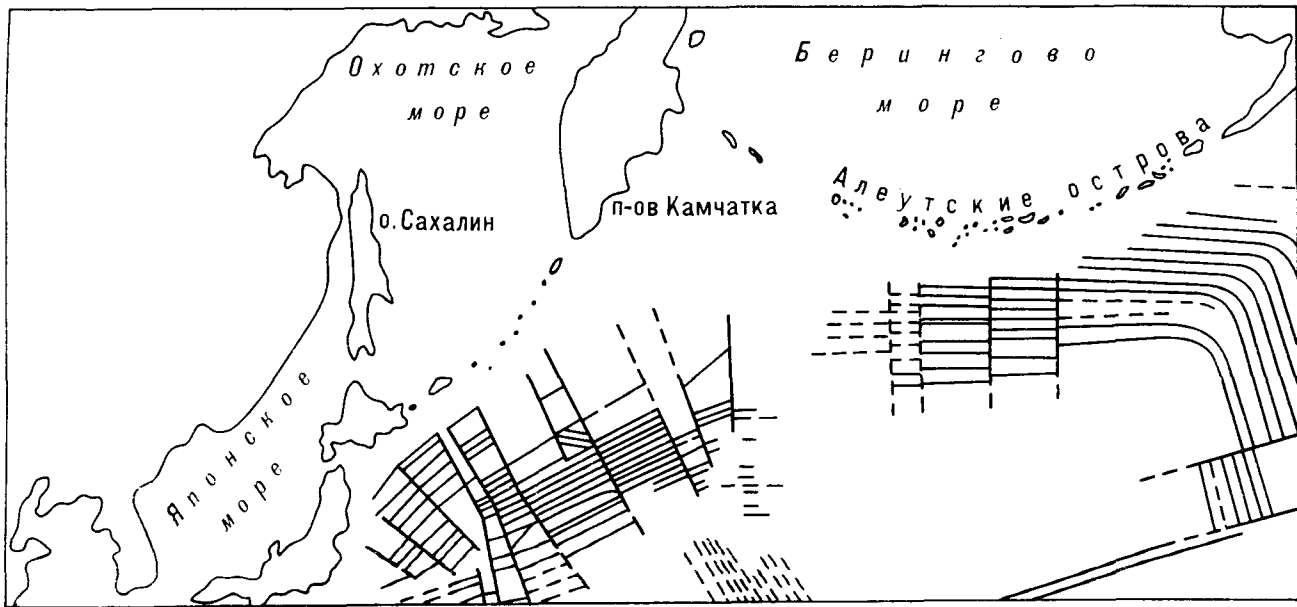 Охотское
море
Берингово
море
Алеутские острова
о. Сахалин
п-ов Камчатка
Японское
море